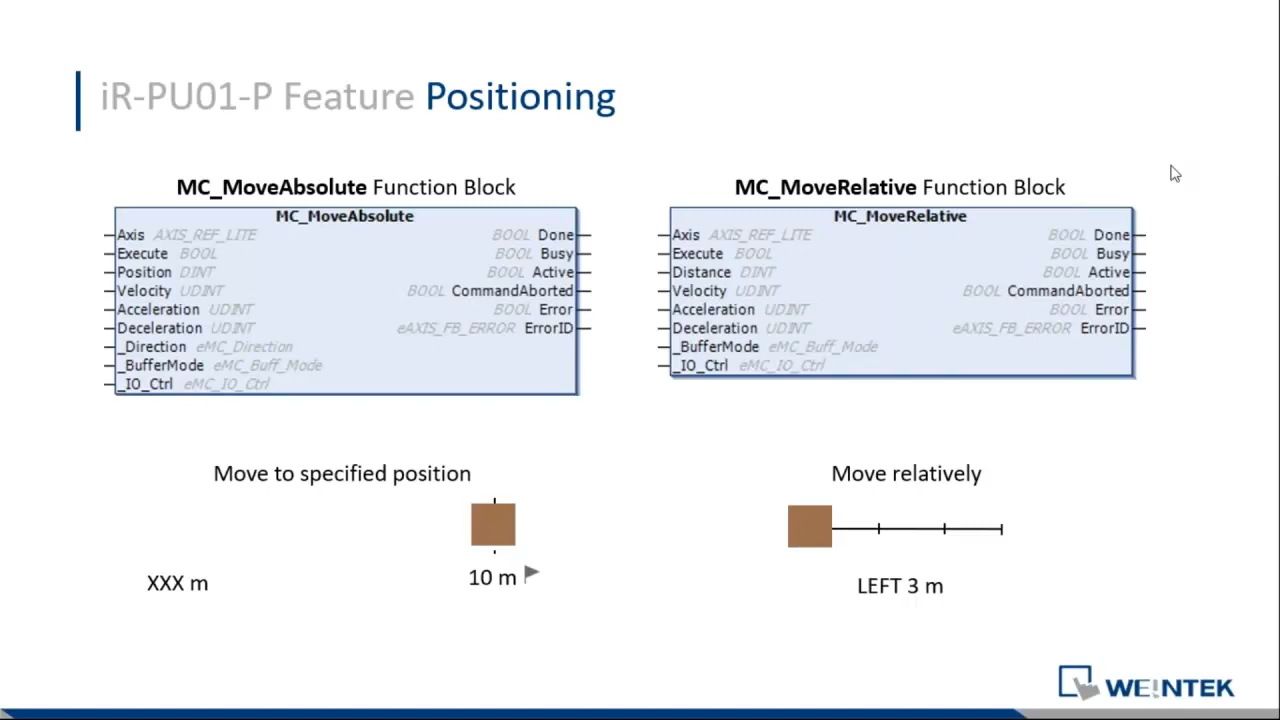 iR-PU01-P Feature Positioning
MC_MoveAbsolute Function Block
MC_MoveAbsolute
Axis AXIS_REF_LITE BOOL Done
Execute BOOL BOOL Busy
Position DINT BOOL Active
Velocity UDINT BOOL CommandAborted
Acceleration UDINT BOOL Error
Deceleration UDINT eAXIS_FB_ERROR ErrorID
_Direction eMC_Direction
_BufferMode eMC_Buff_Mode
_IO_Ctrl eMC_IO_Ctrl
Move to specified position
XXX m
10 m
MC_MoveRelative Function Block
MC_MoveRelative
Axis AXIS_REF_LITE BOOL Done
Execute BOOL BOOL Busy
Distance DINT BOOL Active
Velocity UDINT BOOL CommandAborted
Acceleration UDINT BOOL Error
Deceleration UDINT eAXIS_FB_ERROR ErrorID
_BufferMode eMC_Buff_Mode
_IO_Ctrl eMC_IO_Ctrl
Move relatively
LEFT 3 m
WE!NTEK